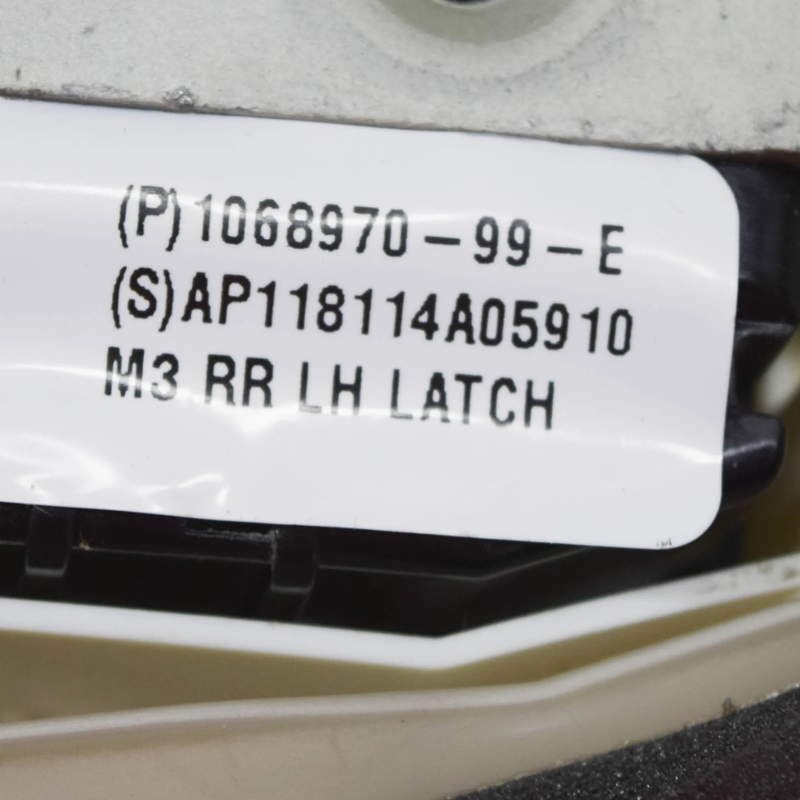 (P)1068970-99-E
(S)AP118114A05910
M3 RR LH LATCH